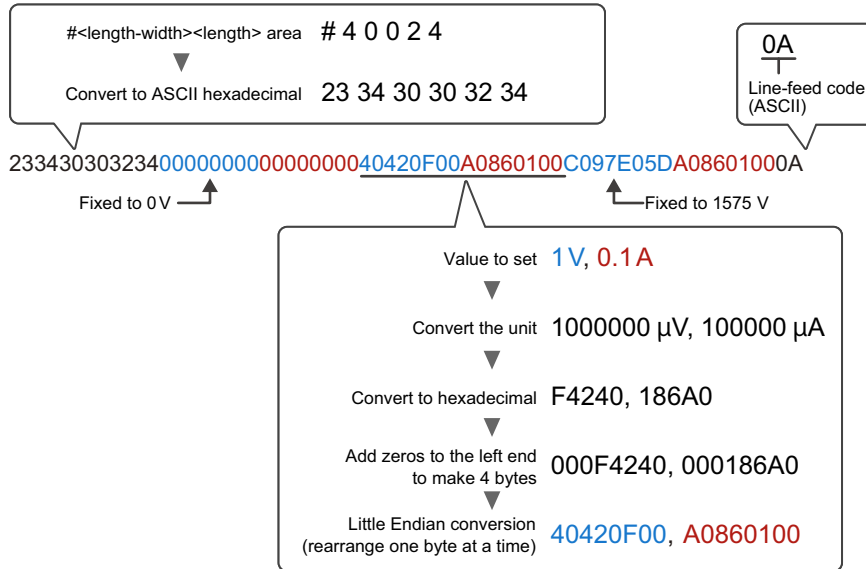 #<length-width><length> area # 4 0 0 2 4
Convert to ASCII hexadecimal 23 34 30 30 32 34
0A
Line-feed code
(ASCII)
233430303234000000000000000040420F00A0860100C097E05DA08601000A
Fixed to 0 V
Fixed to 1575 V
Value to set 1 V, 0.1 A
Convert the unit 1000000 μV, 100000 μA
Convert to hexadecimal F4240, 186A0
Add zeros to the left end
to make 4 bytes 000F4240, 000186A0
Little Endian conversion
(rearrange one byte at a time) 40420F00, A0860100